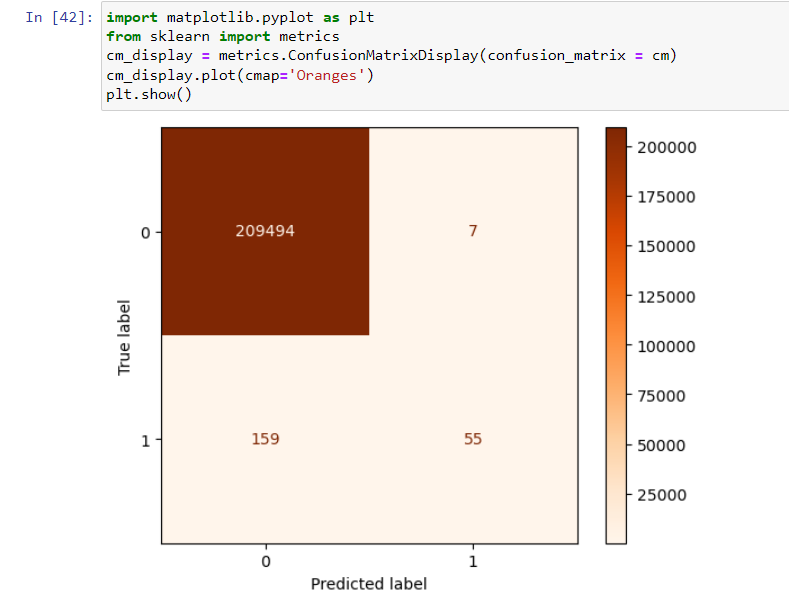 In [42]: import matplotlib.pyplot as plt
from sklearn import metrics
cm_display = metrics.ConfusionMatrixDisplay(confusion_matrix = cm)
cm_display.plot(cmap='Oranges')
plt.show()
200000
175000
150000
125000
100000
75000
50000
25000
True label
0
209494 7
1
159 55
0 1
Predicted label